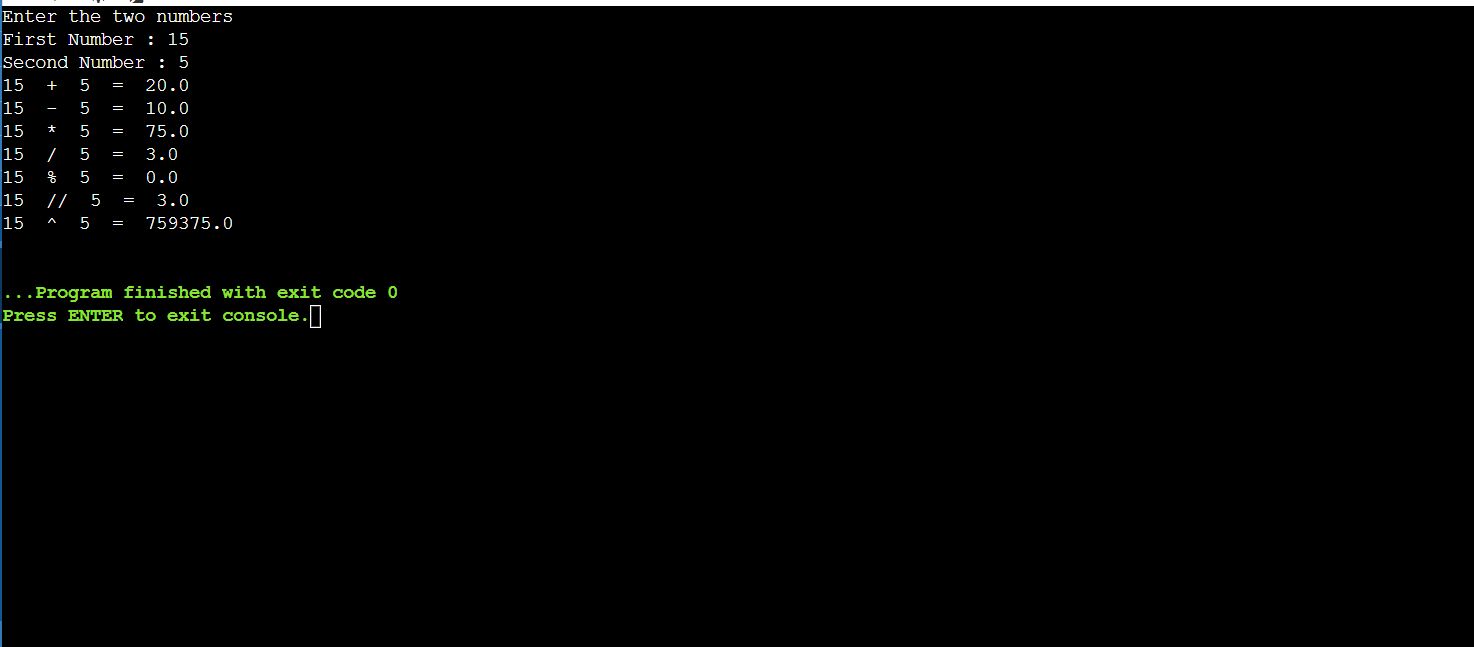 Enter the two numbers
First Number : 15
Second Number : 5
15  +  5  =  20.0
15  -  5  =  10.0
15  *  5  =  75.0
15  /  5  =  3.0
15  %  5  =  0.0
15  //  5  =  3.0
15  ^  5  =  759375.0
...Program finished with exit code 0
Press ENTER to exit console.